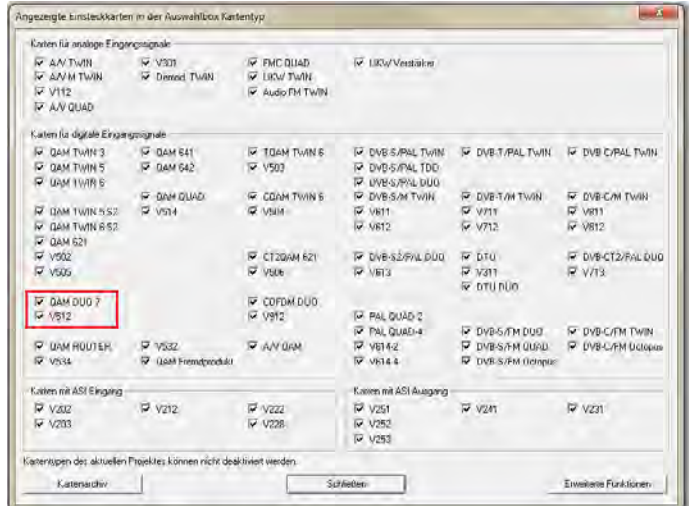 Angezeigte Einsteckkarten in der Auswahlbox Kartentyp
Karten für analoge Eingangssignale
A/V TWIN V301 FMC QUAD UKW Verstärker
A/V M TWIN Demod. TWIN UKW TWIN
V112 Audio FM TWIN
A/V QUAD
Karten für digitale Eingangssignale
QAM TWIN 3 QAM 641 TQAM TWIN 6 DVB-S/PAL TWIN DVB-T/PAL TWIN DVB-C/PAL TWIN
QAM TWIN 5 QAM 642 V503 DVB-S/PAL TDD
QAM TWIN 6 DVB-S/PAL DUO
QAM QUAD CQAM TWIN 6 DVB-S/M TWIN DVB-T/M TWIN DVB-C/M TWIN
QAM TWIN 5 S2 V514 V504 V611 V711 V811
QAM TWIN 6 S2 V612 V712 V812
QAM 621
V502 CT2QAM 621 DVB-S2/PAL DUO DTU DVB-CT2/PAL DUO
V505 V506 V613 V311 V713
DTU DUO
QAM DUO 2 COFDM DUO
V512 V912 PAL QUAD-2
PAL QUAD-4 DVB-S/FM DUO DVB-C/FM TWIN
QAM ROUTER V532 A/V QAM V614-2 DVB-S/FM QUAD DVB-C/FM Octopus
V534 QAM Fremdprodukt V614-4 DVB-S/FM Octopus
Karten mit ASI Eingang
V202 V212 V222
V203 V228
Karten mit ASI Ausgang
V251 V241 V231
V252
V253
Kartentypen des aktuellen Projektes können nicht deaktiviert werden.
Kartenarchiv Schließen Erweiterte Funktionen